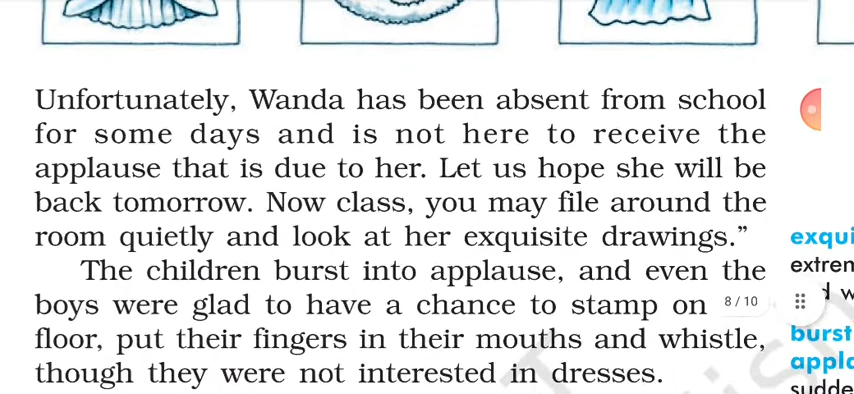 Unfortunately, Wanda has been absent from school
for some days and is not here to receive the
applause that is due to her. Let us hope she will be
back tomorrow. Now class, you may file around the
room quietly and look at her exquisite drawings.”
The children burst into applause, and even the
boys were glad to have a chance to stamp on
8 / 10
floor, put their fingers in their mouths and whistle,
though they were not interested in dresses.
exqui
extren
d w
burst
appla
sudde